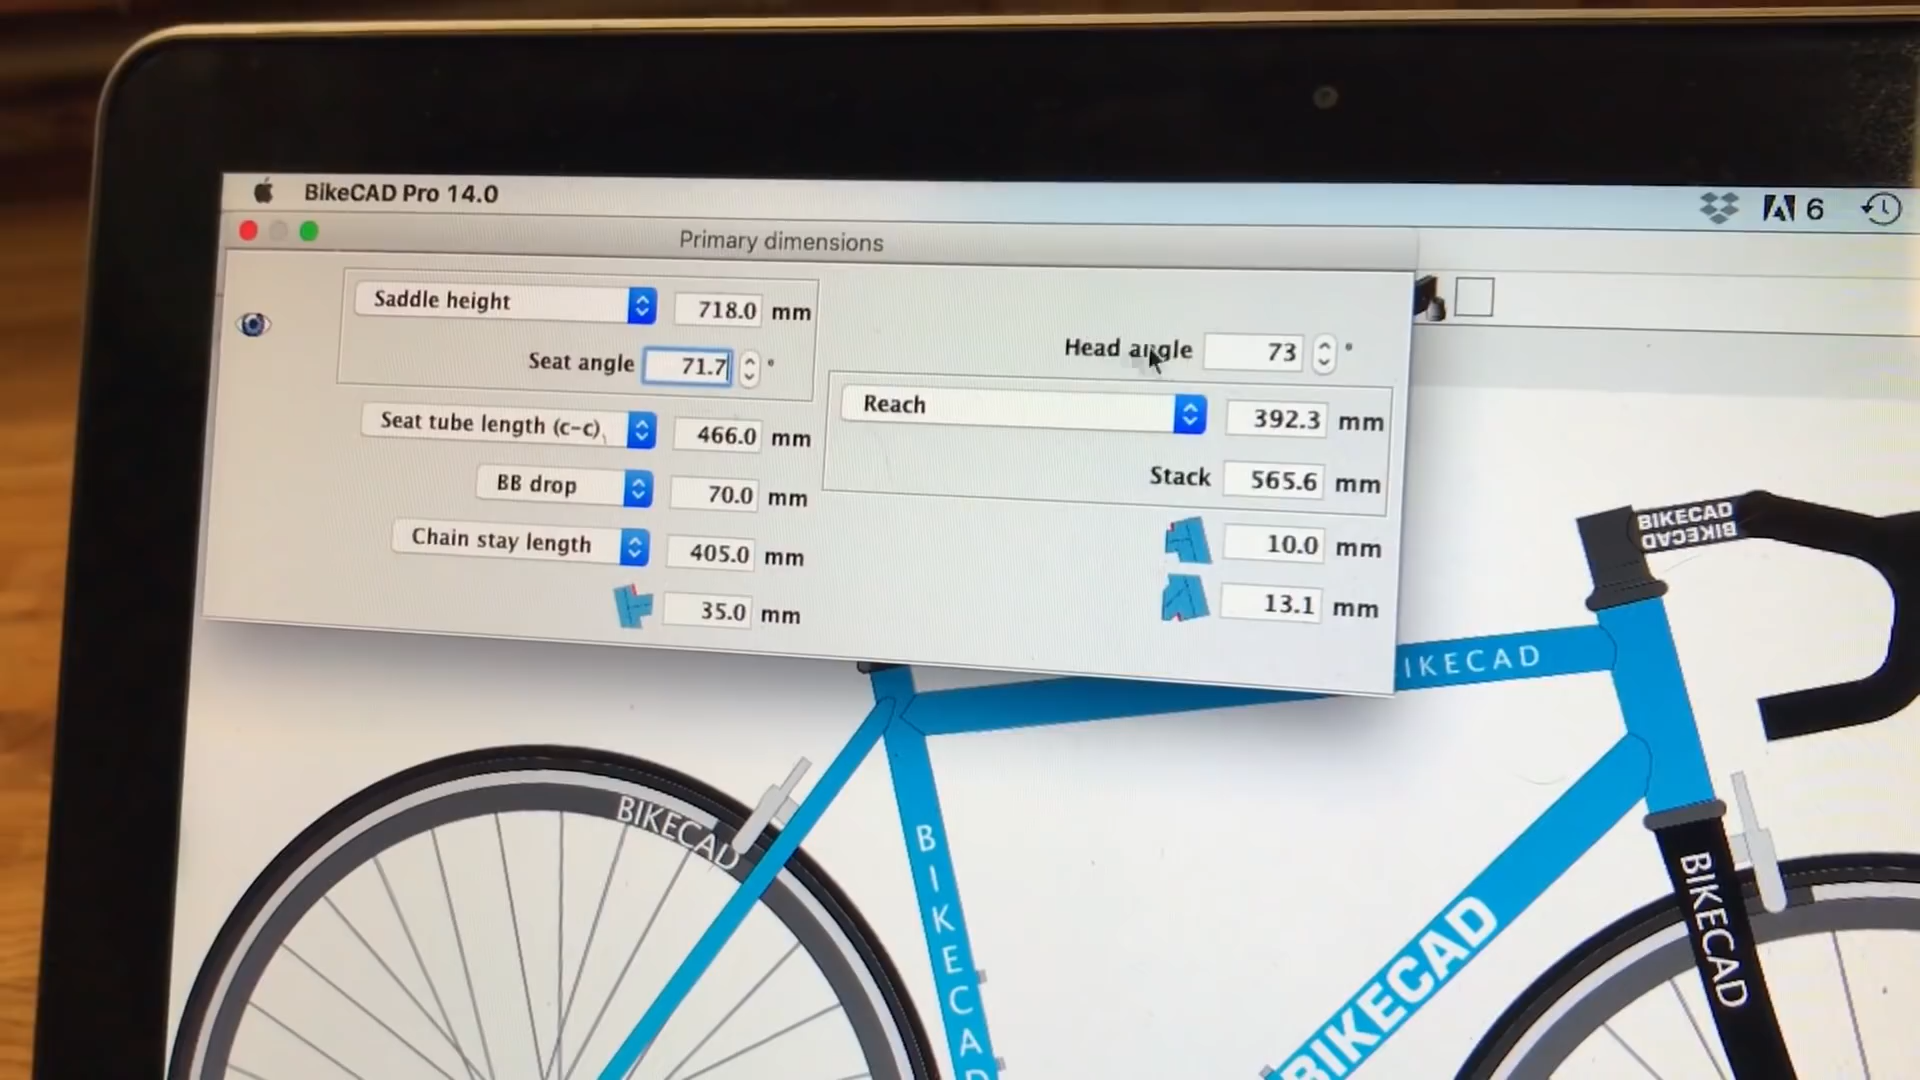 BikeCAD Pro 14.0
6
Primary dimensions
Saddle height 718.0 mm
Seat angle 71.7 °
Seat tube length (c-c) 466.0 mm
BB drop 70.0 mm
Chain stay length 405.0 mm
35.0 mm
Head angle 73 °
Reach 392.3 mm
Stack 565.6 mm
10.0 mm
13.1 mm
BIKECAD
BIKECAD
IKECAD
BIKECAD
BIKECAD
BIKECAD
BIKECAD